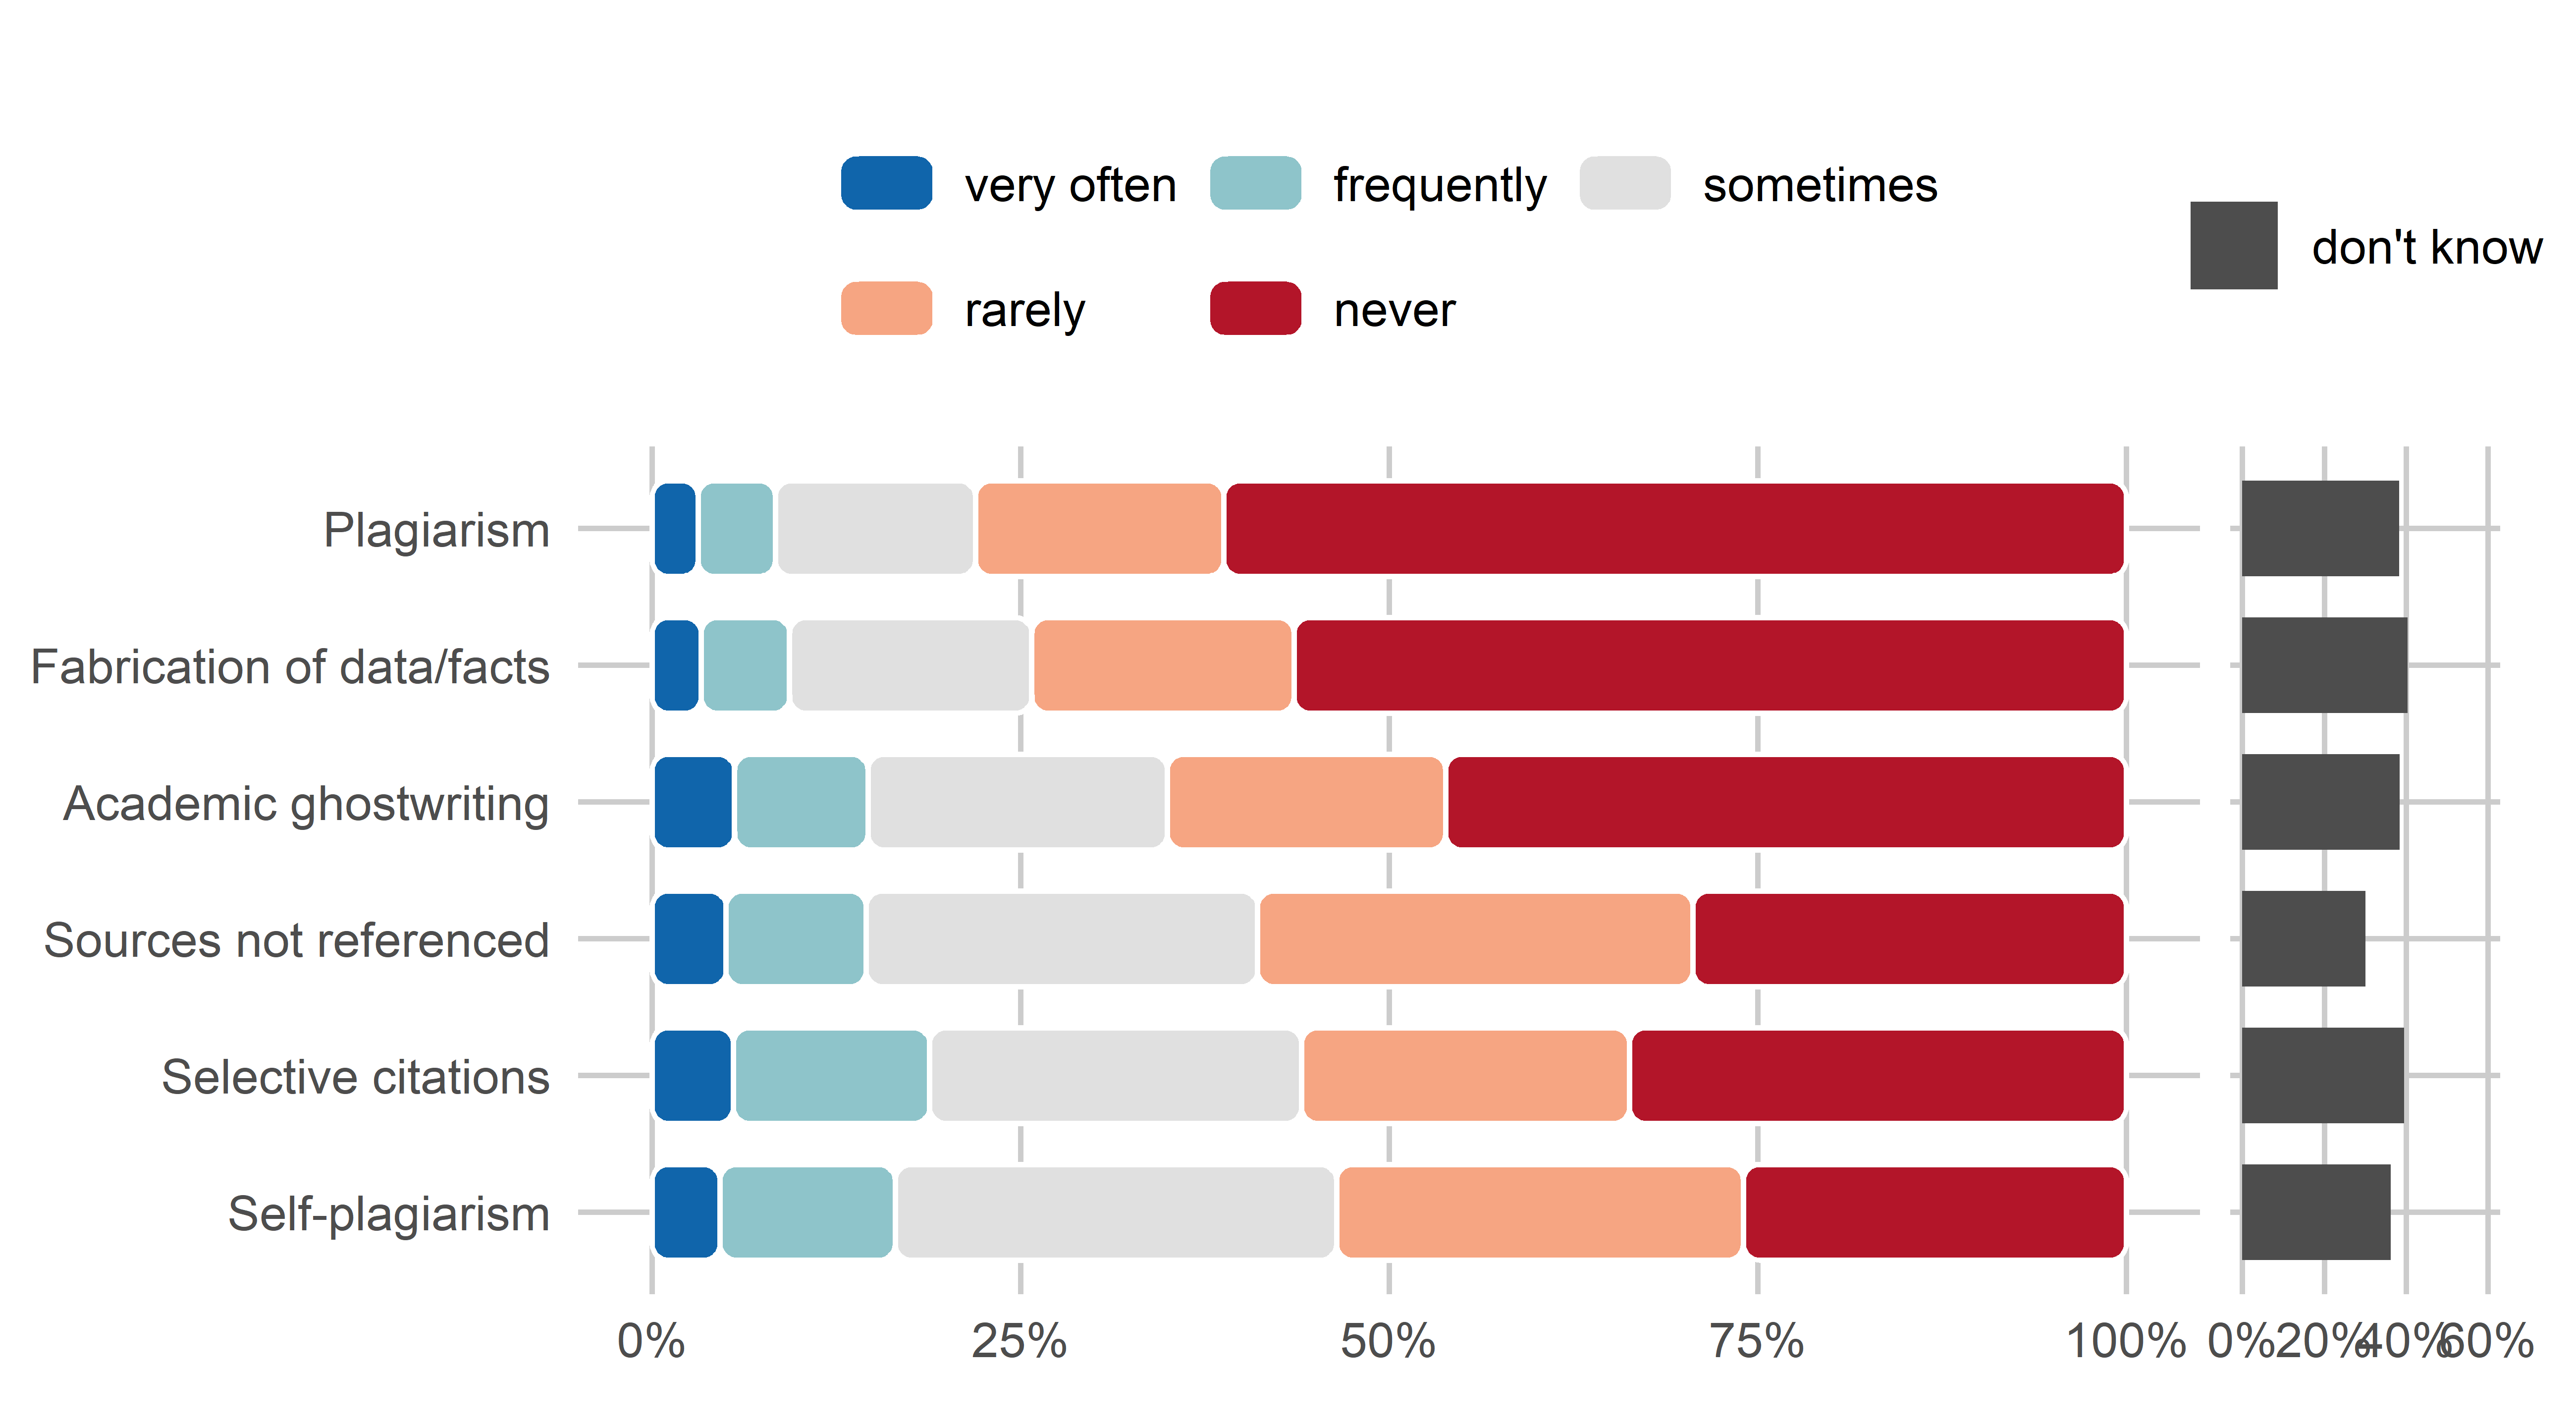 very often frequently sometimes
rarely never
don't know
Plagiarism
Fabrication of data/facts
Academic ghostwriting
Sources not referenced
Selective citations
Self-plagiarism
0% 25% 50% 75% 100%
0% 20% 40% 60%